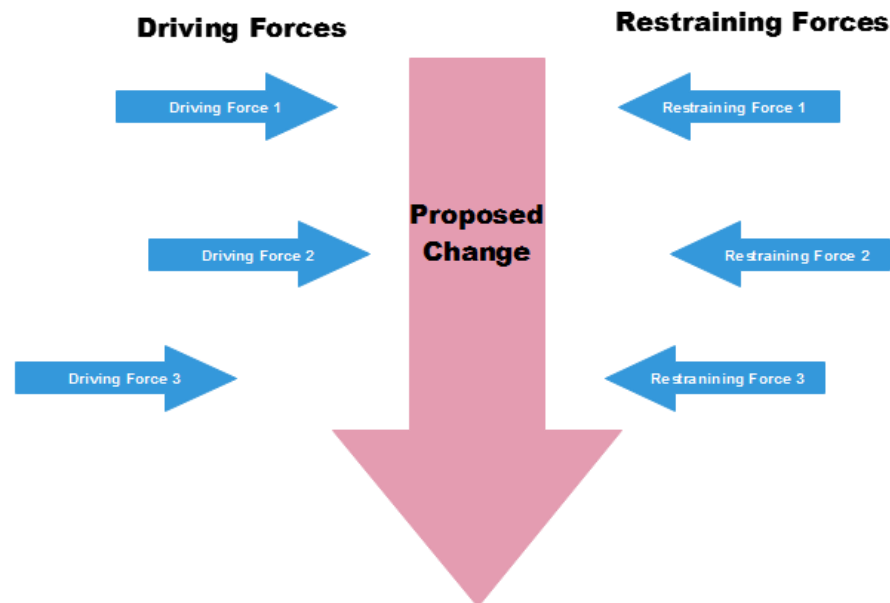 Driving Forces
Restraining Forces
Driving Force 1
Restraining Force 1
Proposed
Change
Driving Force 2
Restraining Force 2
Driving Force 3
Restranining Force 3